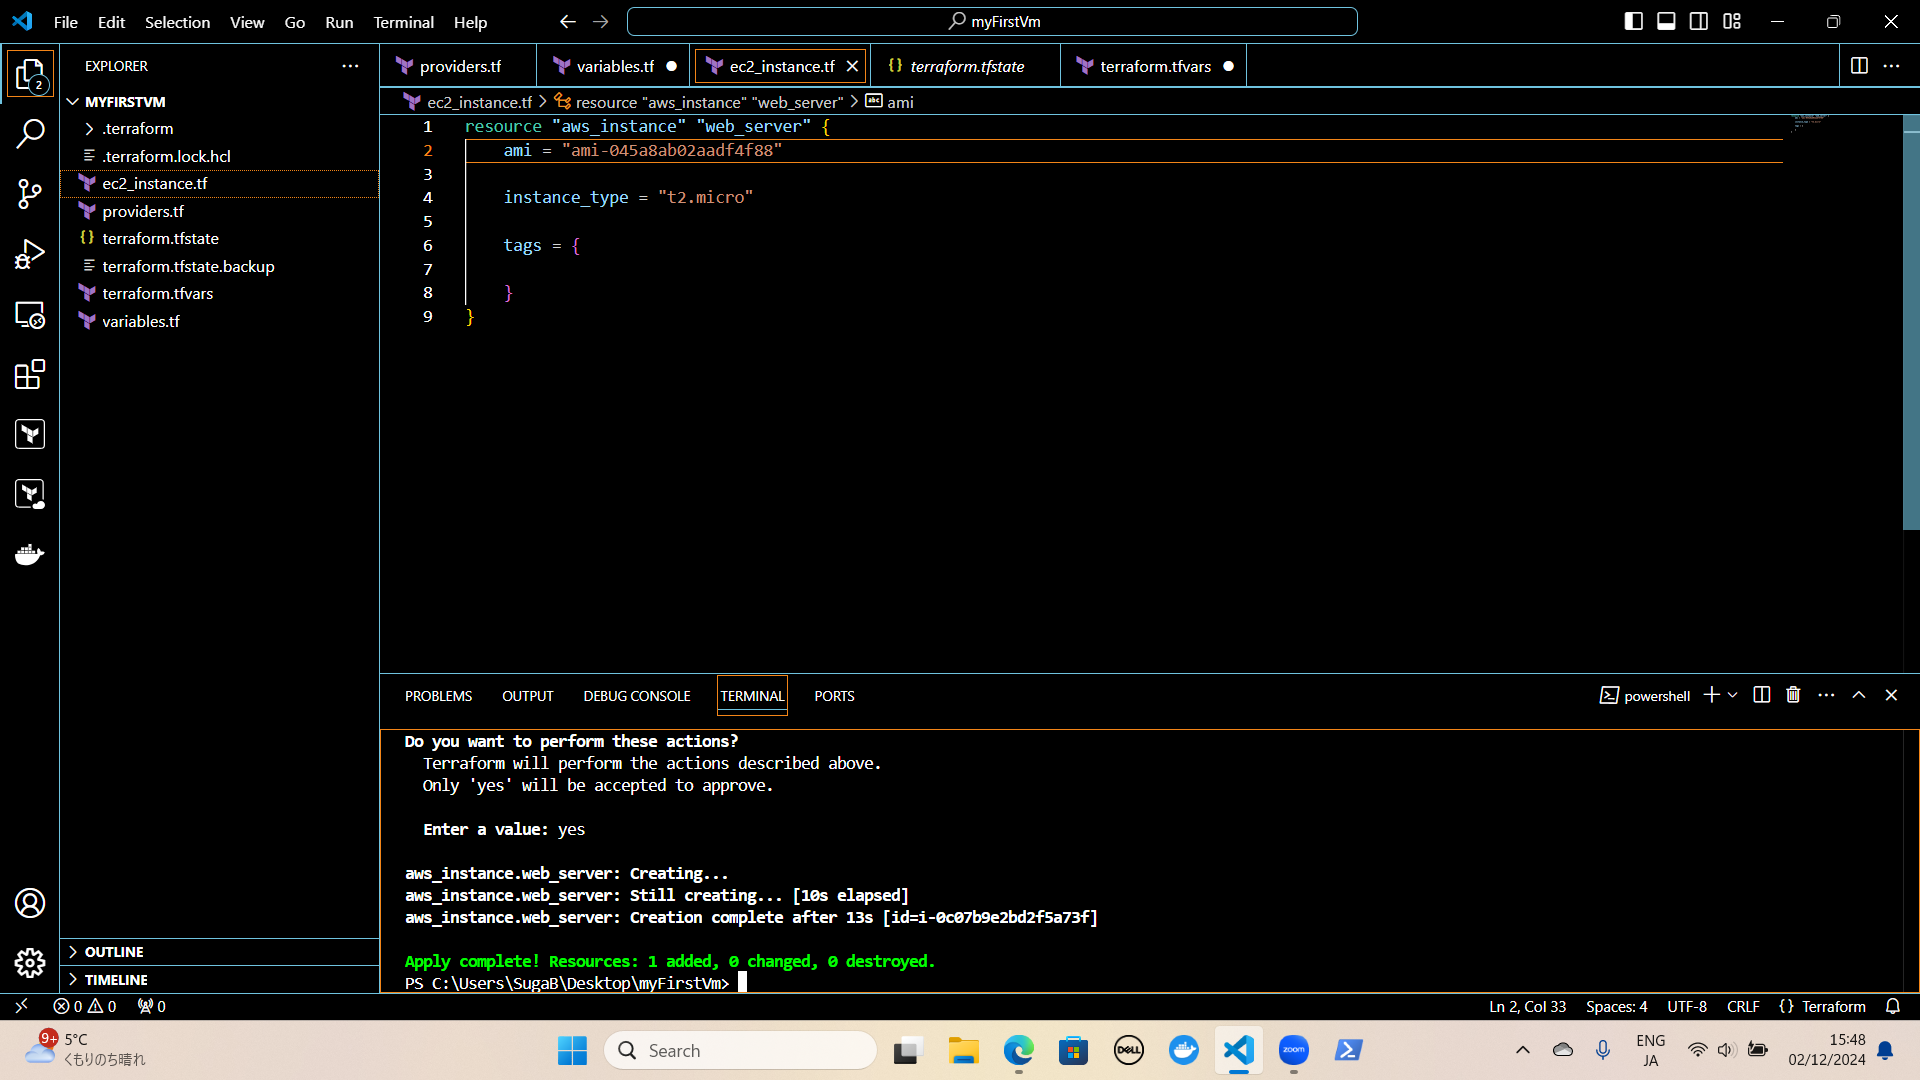 File Edit Selection View Go Run Terminal Help
myFirstVm
EXPLORER
2
MYFIRSTVM
.terraform
.terraform.lock.hcl
ec2_instance.tf
providers.tf
terraform.tfstate
terraform.tfstate.backup
terraform.tfvars
variables.tf
OUTLINE
TIMELINE
providers.tf variables.tf ec2_instance.tf terraform.tfstate terraform.tfvars
ec2_instance.tf > resource "aws_instance" "web_server" > abc ami
1 resource "aws_instance" "web_server" {
2 ami = "ami-045a8ab02aadf4f88"
3
4 instance_type = "t2.micro"
5
6 tags = {
7
8 }
9 }
PROBLEMS OUTPUT DEBUG CONSOLE TERMINAL PORTS
powershell
Do you want to perform these actions?
Terraform will perform the actions described above.
Only 'yes' will be accepted to approve.
Enter a value: yes
aws_instance.web_server: Creating...
aws_instance.web_server: Still creating... [10s elapsed]
aws_instance.web_server: Creation complete after 13s [id=i-0c07b9e2bd2f5a73f]
Apply complete! Resources: 1 added, 0 changed, 0 destroyed.
PS C:\Users\SugaB\Desktop\myFirstVm>
0 0 0
Ln 2, Col 33 Spaces: 4 UTF-8 CRLF {} Terraform
9+
5°C
くもりのち晴れ
Search
DELL
zoom
ENG
JA
15:48
02/12/2024